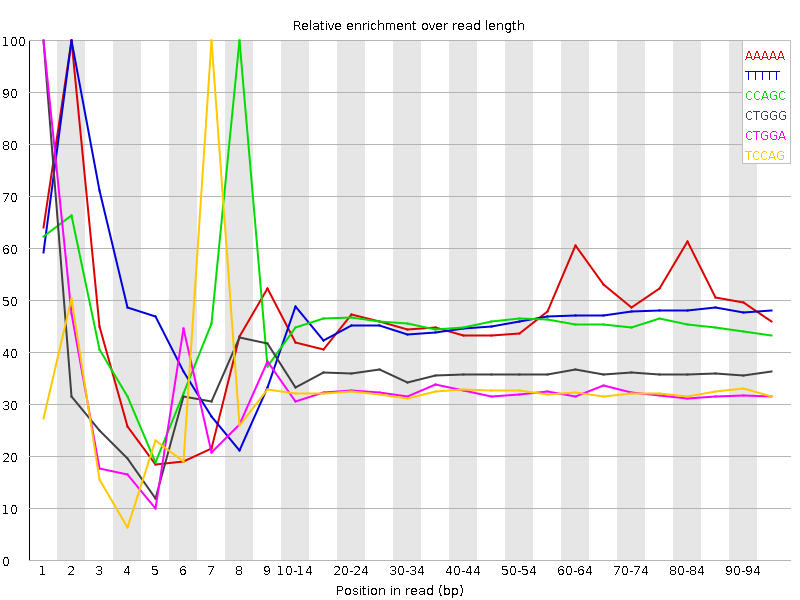 Relative enrichment over read length
100
90
80
70
60
50
40
30
20
10
0
AAAAA
TTTTT
CCAGC
CTGGG
CTGGA
TCCAG
1 2 3 4 5 6 7 8 9 10-14 20-24 30-34 40-44 50-54 60-64 70-74 80-84 90-94
Position in read (bp)